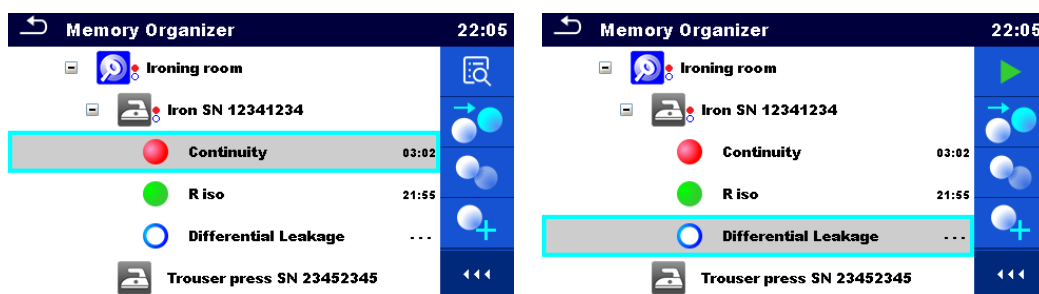 Memory Organizer 22:05
Ironing room
Iron SN 12341234
Continuity 03:02
R iso 21:55
Differential Leakage ---
Trouser press SN 23452345
Memory Organizer 22:05
Ironing room
Iron SN 12341234
Continuity 03:02
R iso 21:55
Differential Leakage ---
Trouser press SN 23452345